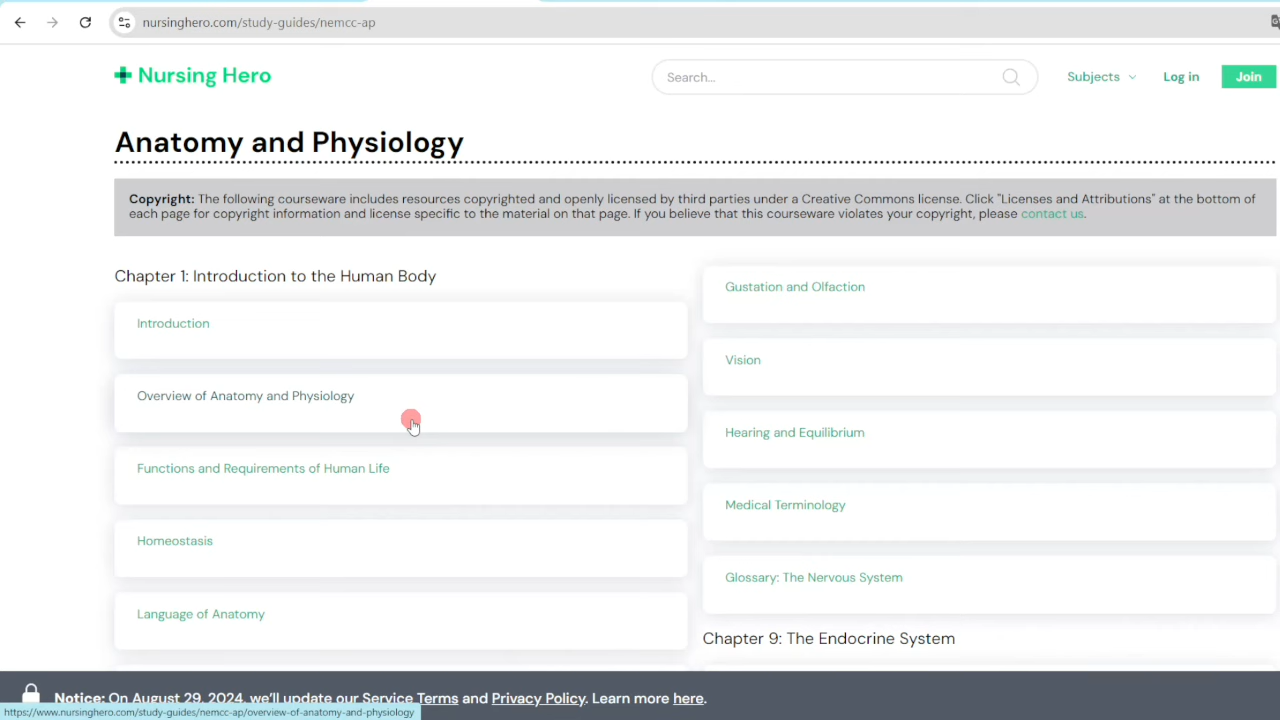 nursinghero.com/study-guides/nemcc-ap
Nursing Hero
Search...
Subjects
Log in
Join
Anatomy and Physiology
Copyright: The following courseware includes resources copyrighted and openly licensed by third parties under a Creative Commons license. Click "Licenses and Attributions" at the bottom of
each page for copyright information and license specific to the material on that page. If you believe that this courseware violates your copyright, please contact us.
Chapter 1: Introduction to the Human Body
Introduction
Overview of Anatomy and Physiology
Functions and Requirements of Human Life
Homeostasis
Language of Anatomy
Gustation and Olfaction
Vision
Hearing and Equilibrium
Medical Terminology
Glossary: The Nervous System
Chapter 9: The Endocrine System
Notice: On August 29, 2024, we'll update our Service Terms and Privacy Policy. Learn more here.
https://www.nursinghero.com/study-guides/nemcc-ap/overview-of-anatomy-and-physiology